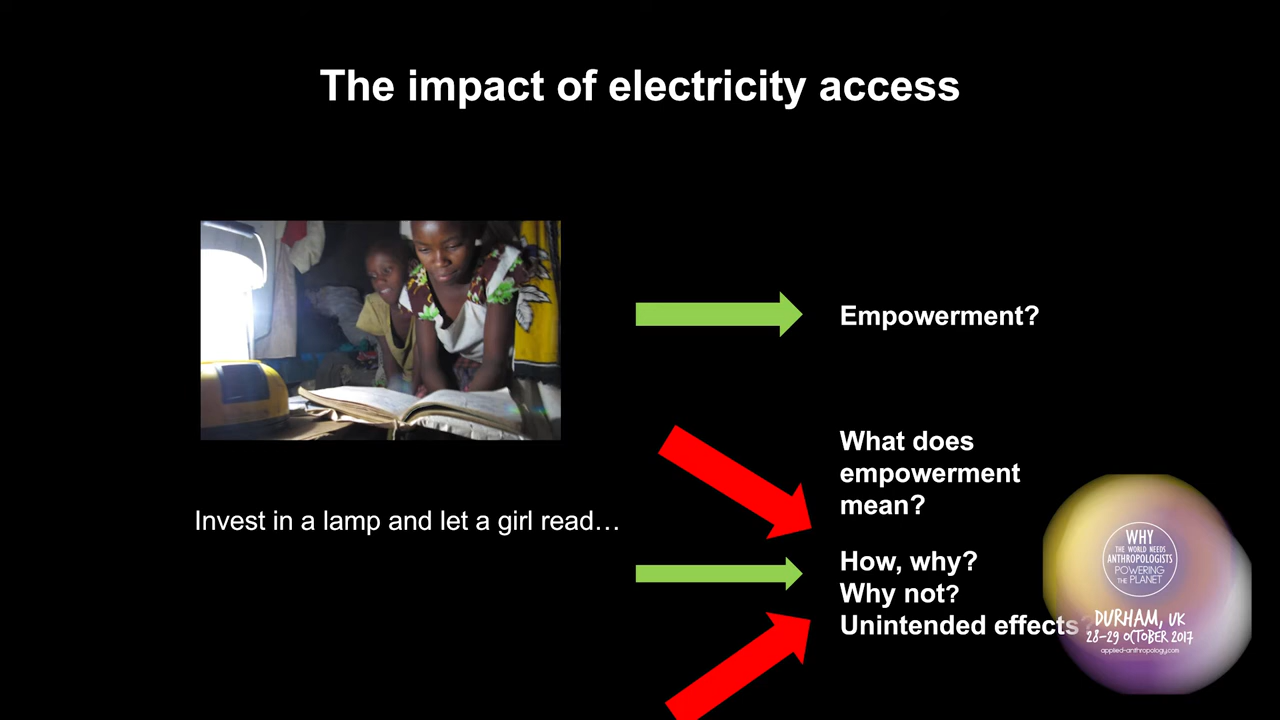 The impact of electricity access
Empowerment?
What does
empowerment
mean?
Invest in a lamp and let a girl read…
How, why?
Why not?
Unintended effects?
WHY
THE WORLD NEEDS
ANTHROPOLOGISTS
POWERING
THE PLANET
DURHAM, UK
28–29 OCTOBER 2017
applied-anthropology.com